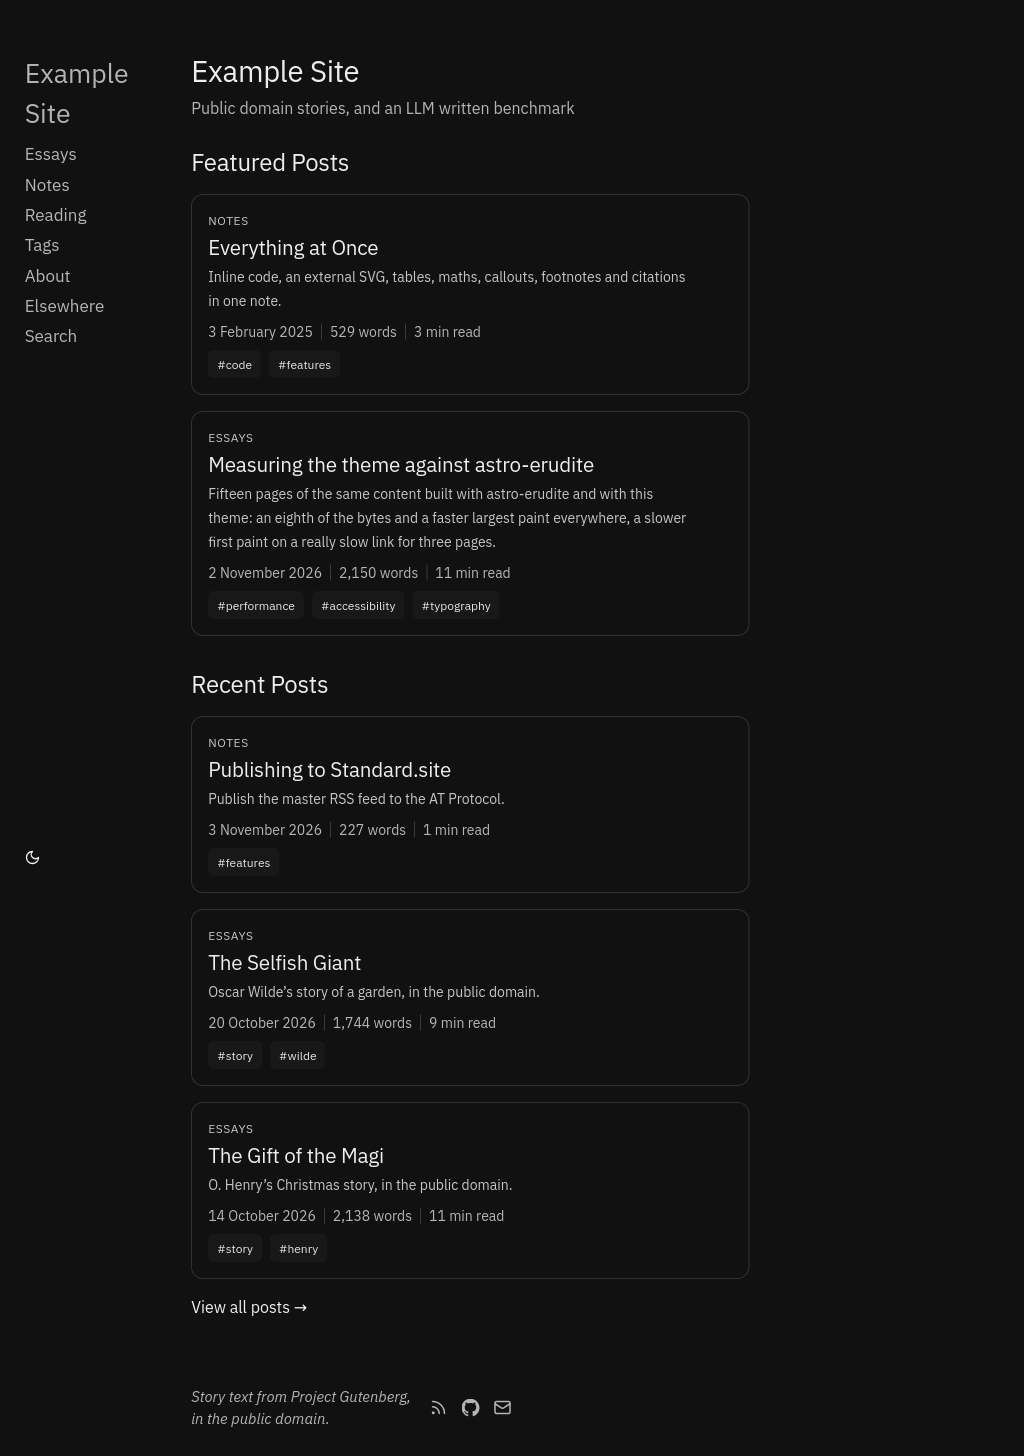 Example
Site
Essays
Notes
Reading
Tags
About
Elsewhere
Search
Example Site
Public domain stories, and an LLM written benchmark
Featured Posts
NOTES
Everything at Once
Inline code, an external SVG, tables, maths, callouts, footnotes and citations
in one note.
3 February 2025 529 words 3 min read
#code #features
ESSAYS
Measuring the theme against astro-erudite
Fifteen pages of the same content built with astro-erudite and with this
theme: an eighth of the bytes and a faster largest paint everywhere, a slower
first paint on a really slow link for three pages.
2 November 2026 2,150 words 11 min read
#performance #accessibility #typography
Recent Posts
NOTES
Publishing to Standard.site
Publish the master RSS feed to the AT Protocol.
3 November 2026 227 words 1 min read
#features
ESSAYS
The Selfish Giant
Oscar Wilde’s story of a garden, in the public domain.
20 October 2026 1,744 words 9 min read
#story #wilde
ESSAYS
The Gift of the Magi
O. Henry’s Christmas story, in the public domain.
14 October 2026 2,138 words 11 min read
#story #henry
View all posts →
Story text from Project Gutenberg,
in the public domain.